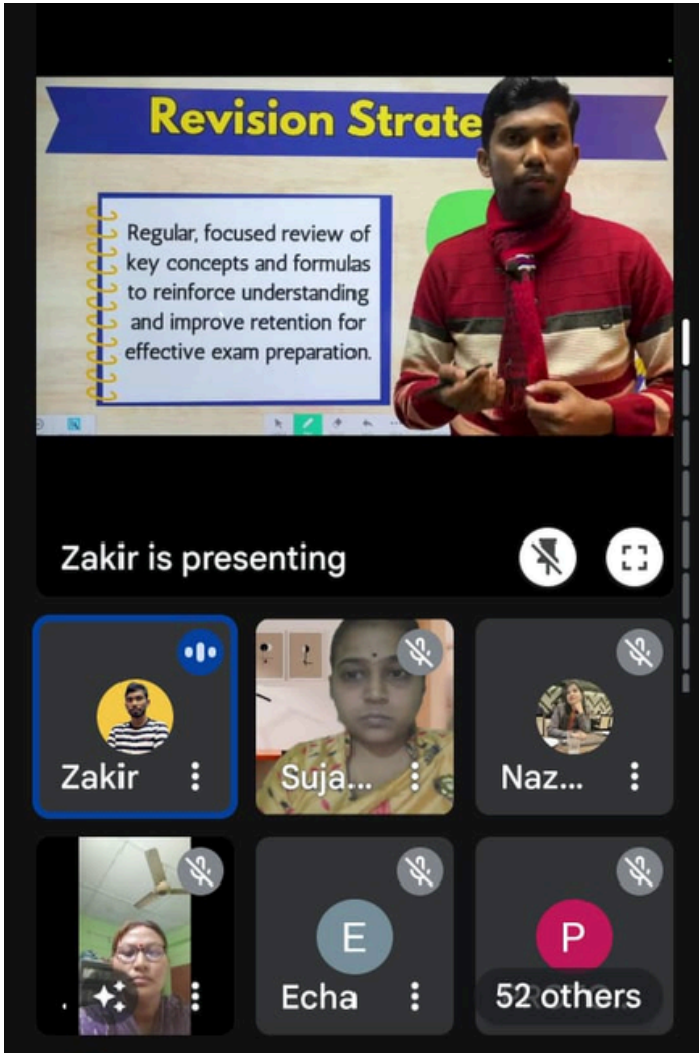 Revision Strate
Regular, focused review of
key concepts and formulas
to reinforce understanding
and improve retention for
effective exam preparation.
Zakir is presenting
Zakir
Suja...
Naz...
E
Echa
P
52 others